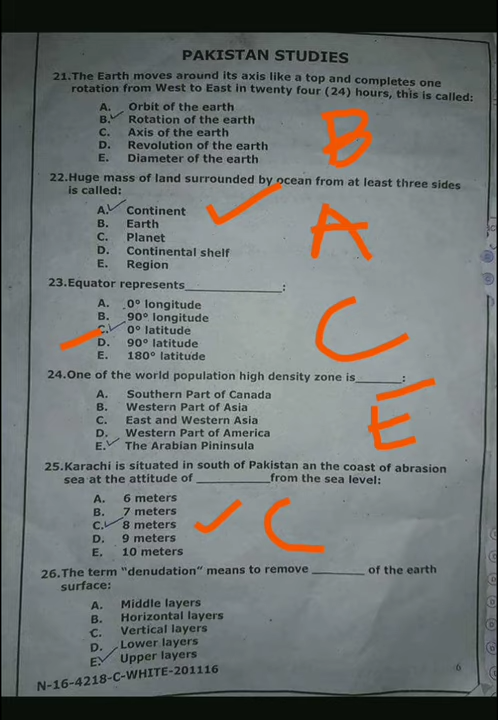 PAKISTAN STUDIES
21.The Earth moves around its axis like a top and completes one
rotation from West to East in twenty four (24) hours, this is called:
A. Orbit of the earth
B. Rotation of the earth
C. Axis of the earth
D. Revolution of the earth
E. Diameter of the earth
B
22.Huge mass of land surrounded by ocean from at least three sides
is called:
A. Continent
B. Earth
C. Planet
D. Continental shelf
E. Region
A
23.Equator represents____________:
A. 0° longitude
B. 90° longitude
C. 0° latitude
D. 90° latitude
E. 180° latitude
C
24.One of the world population high density zone is______:
A. Southern Part of Canada
B. Western Part of Asia
C. East and Western Asia
D. Western Part of America
E. The Arabian Pininsula
E
25.Karachi is situated in south of Pakistan an the coast of abrasion
sea at the attitude of _________from the sea level:
A. 6 meters
B. 7 meters
C. 8 meters
D. 9 meters
E. 10 meters
C
26.The term "denudation" means to remove _______ of the earth
surface:
A. Middle layers
B. Horizontal layers
C. Vertical layers
D. Lower layers
E. Upper layers
N-16-4218-C-WHITE-201116
6